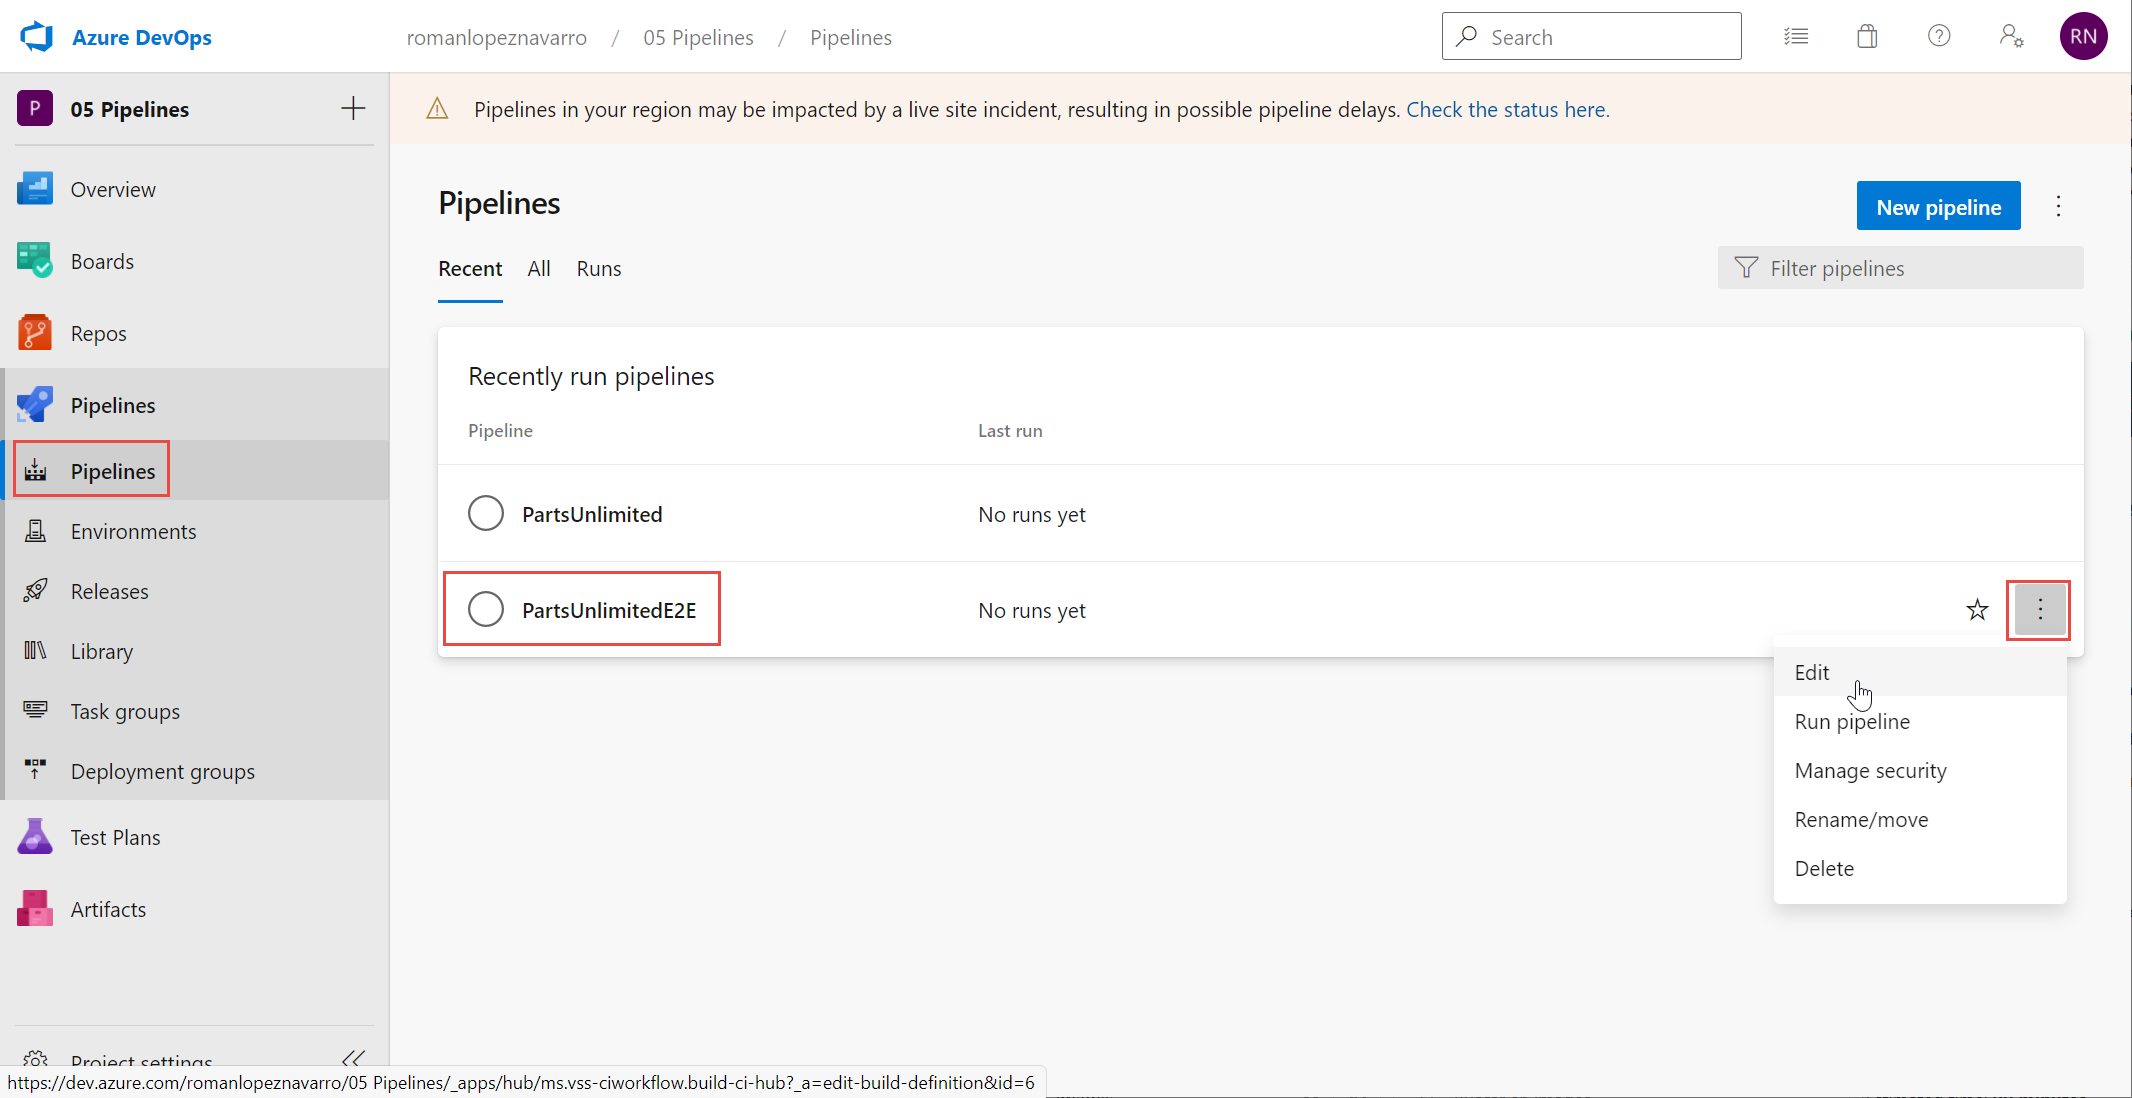 Azure DevOps
romanlopeznavarro / 05 Pipelines / Pipelines
Search
RN
P 05 Pipelines
Pipelines in your region may be impacted by a live site incident, resulting in possible pipeline delays. Check the status here.
Overview
Boards
Repos
Pipelines
Pipelines
Environments
Releases
Library
Task groups
Deployment groups
Test Plans
Artifacts
Project settings
Pipelines
New pipeline
Recent All Runs
Filter pipelines
Recently run pipelines
Pipeline Last run
PartsUnlimited No runs yet
PartsUnlimitedE2E No runs yet
Edit
Run pipeline
Manage security
Rename/move
Delete
https://dev.azure.com/romanlopeznavarro/05 Pipelines/_apps/hub/ms.vss-ciworkflow.build-ci-hub?_a=edit-build-definition&id=6